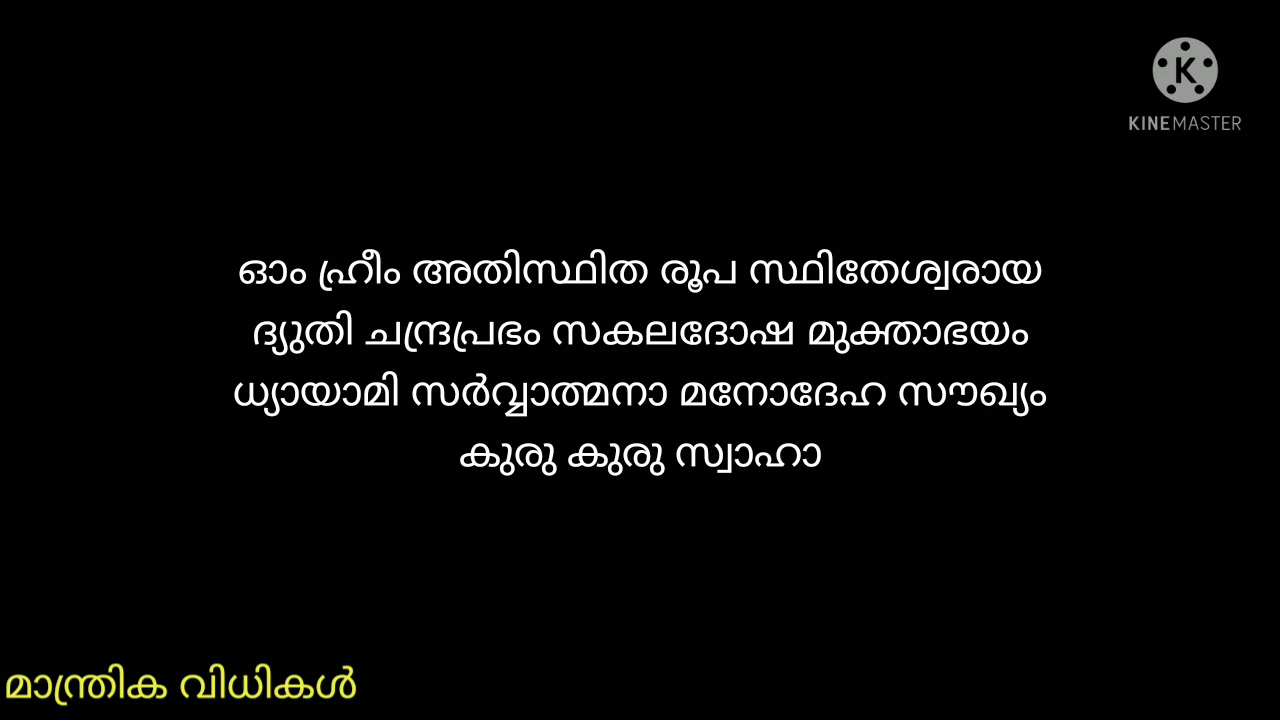 K
KINEMASTER
ഓം ഹ്രീം അതിസ്ഥിത രൂപ സ്ഥിതേശ്വരായ
ദ്യുതി ചന്ദ്രപ്രഭം സകലദോഷ മുക്താഭയം
ധ്യായാമി സർവ്വാത്മനാ മനോദേഹ സൗഖ്യം
കുരു കുരു സ്വാഹാ
മാന്ത്രിക വിധികൾ